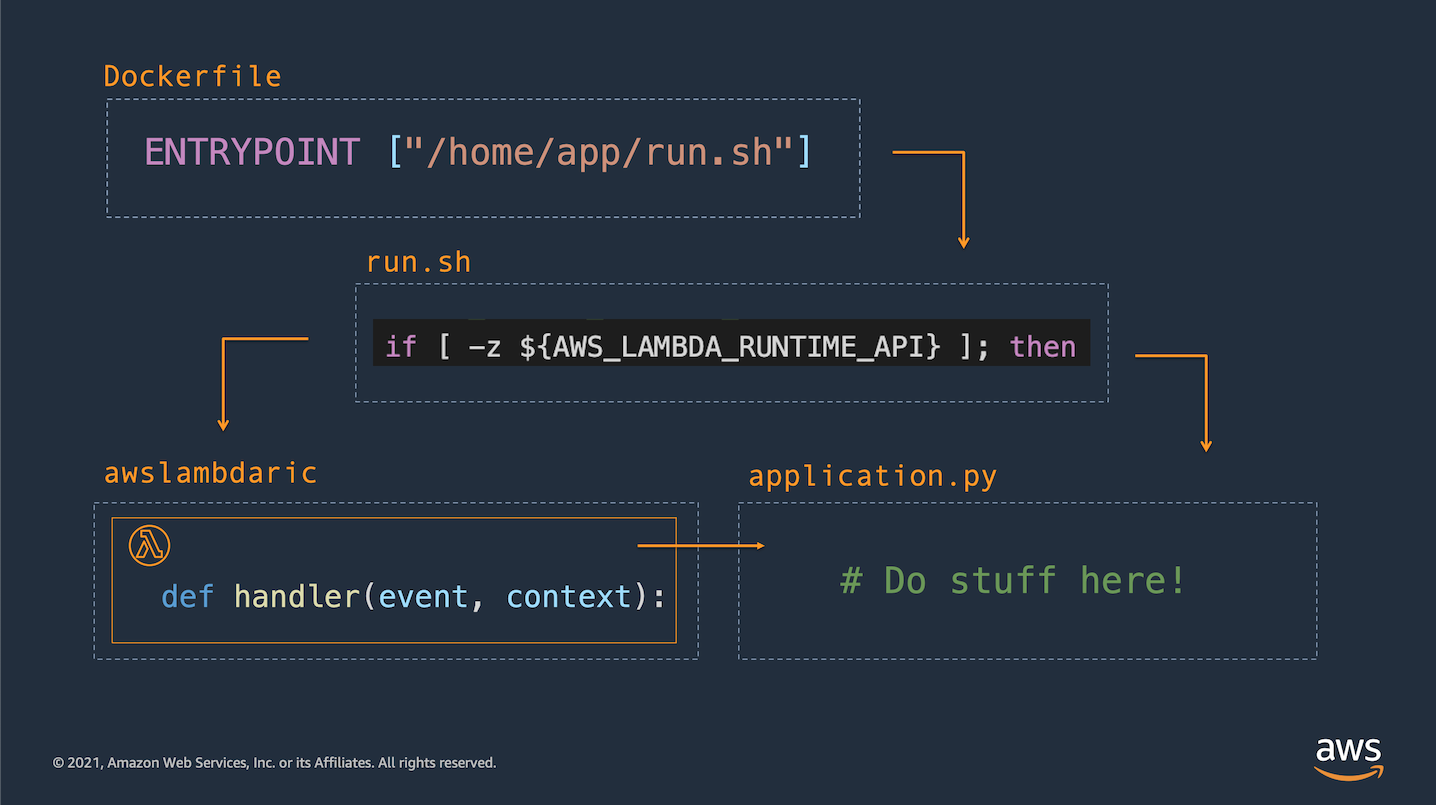 Dockerfile
ENTRYPOINT ["/home/app/run.sh"]
run.sh
if [ -z ${AWS_LAMBDA_RUNTIME_API} ]; then
awslambdaric
def handler(event, context):
application.py
# Do stuff here!
© 2021, Amazon Web Services, Inc. or its Affiliates. All rights reserved.
aws